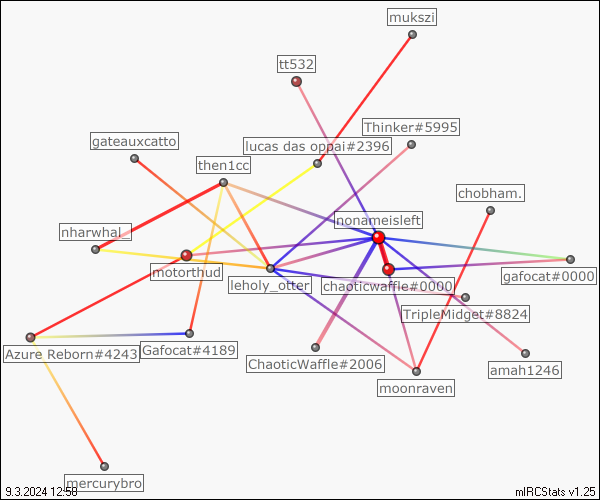 mukszi
tt532
Thinker#5995
gateauxcatto
lucas das oppai#2396
then1cc
chobham.
nonameisleft
nharwhal_
motorthud
leholy_otter
chaoticwaffle#0000
gafocat#0000
TripleMidget#8824
Azure Reborn#4243
Gafocat#4189
ChaoticWaffle#2006
amah1246
moonraven
mercurybro
9.3.2024 12:58
mIRCStats v1.25